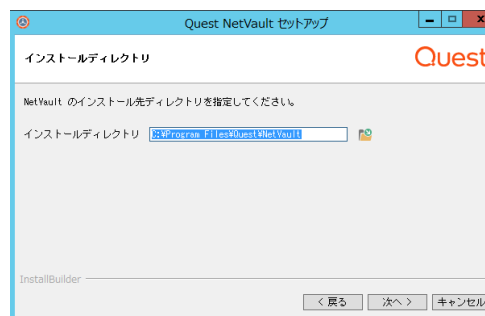 Quest NetVault セットアップ
インストールディレクトリ
Quest
NetVault のインストール先ディレクトリを指定してください。
インストールディレクトリ C:¥Program Files¥Quest¥NetVault
InstallBuilder
< 戻る 次へ > キャンセル